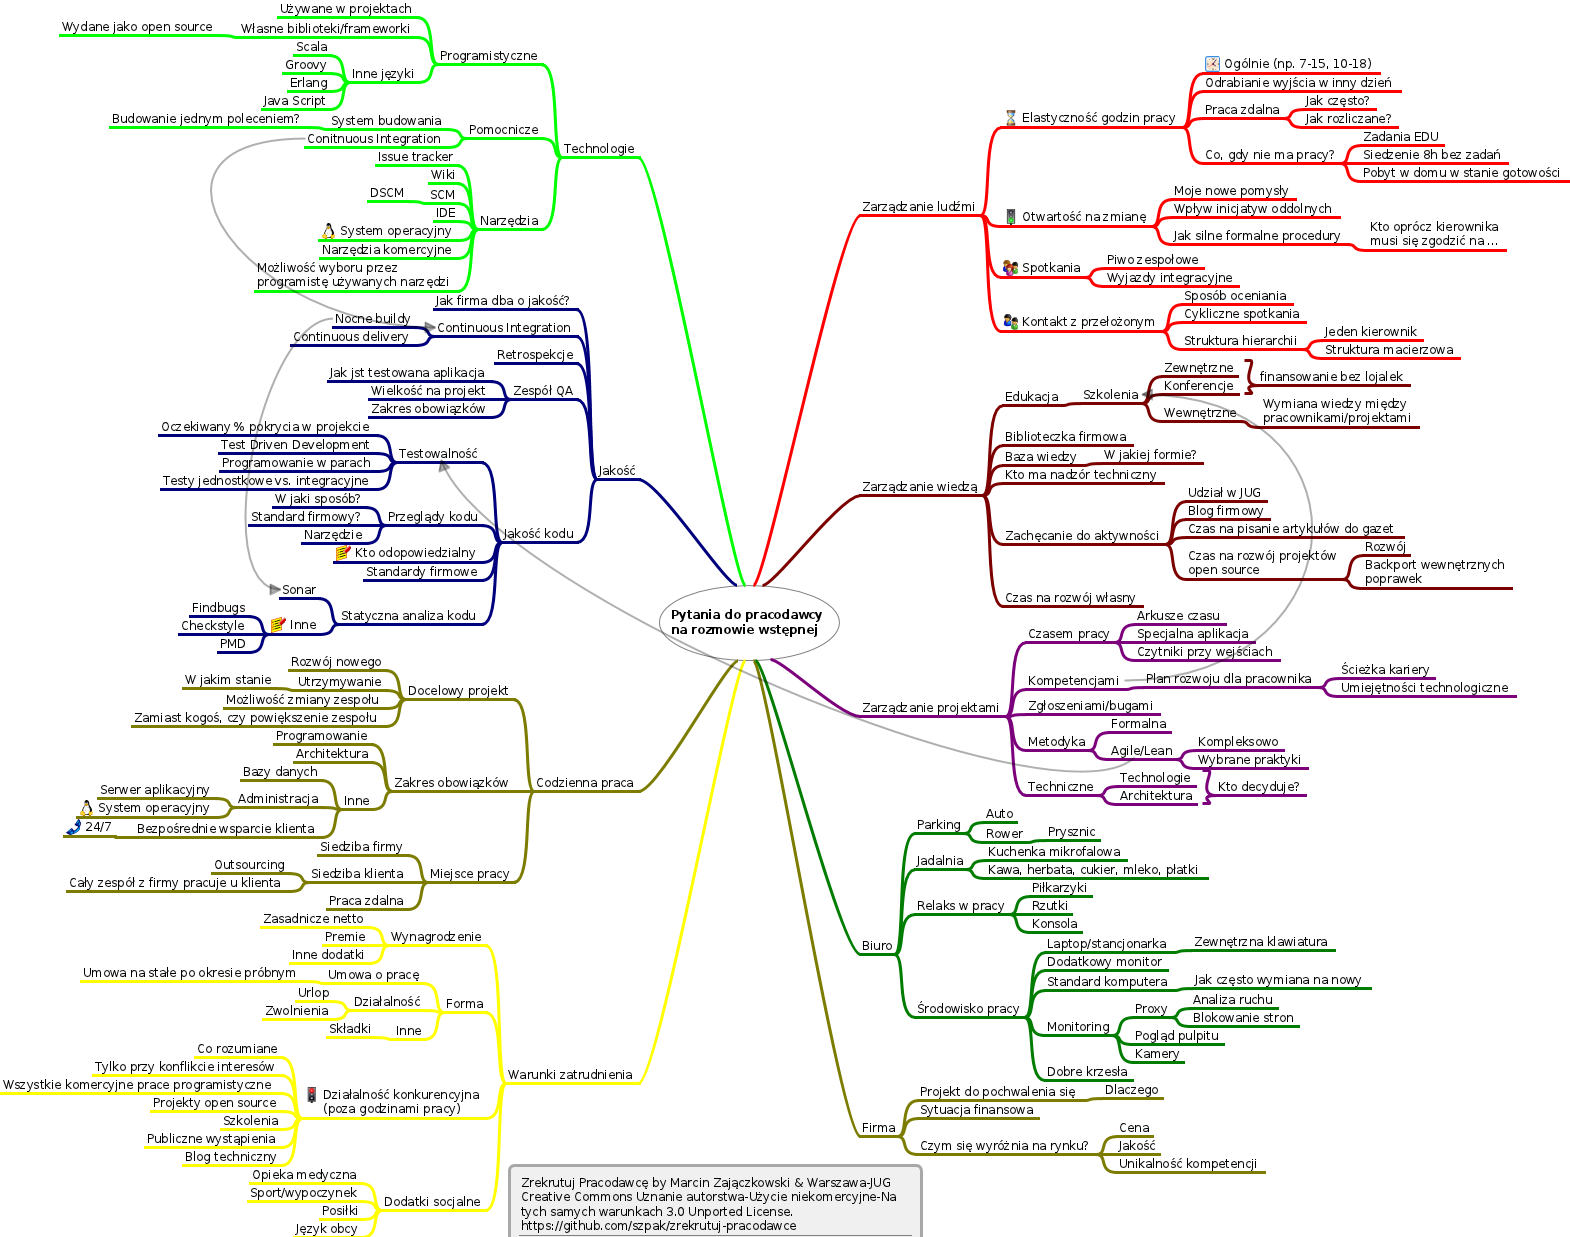 Używane w projektach
Wydane jako open source
Własne biblioteki/frameworki
Scala
Groovy
Erlang
Java Script
Inne języki
Programistyczne
Budowanie jednym poleceniem?
System budowania
Conitnuous Integration
Pomocnicze
Technologie
Issue tracker
Wiki
DSCM
SCM
IDE
System operacyjny
Narzędzia komercyjne
Możliwość wyboru przez
programistę używanych narzędzi
Narzędzia
Jak firma dba o jakość?
Nocne buildy
Continuous delivery
Continuous Integration
Retrospekcje
Jak jst testowana aplikacja
Wielkość na projekt
Zakres obowiązków
Zespół QA
Jakość
Oczekiwany % pokrycia w projekcie
Test Driven Development
Programowanie w parach
Testy jednostkowe vs. integracyjne
Testowalność
W jaki sposób?
Standard firmowy?
Narzędzie
Przeglądy kodu
Kto odopowiedzialny
Standardy firmowe
Jakość kodu
Sonar
Findbugs
Checkstyle
PMD
Inne
Statyczna analiza kodu
Pytania do pracodawcy
na rozmowie wstępnej
Rozwój nowego
W jakim stanie
Utrzymywanie
Możliwość zmiany zespołu
Zamiast kogoś, czy powiększenie zespołu
Docelowy projekt
Programowanie
Architektura
Bazy danych
Serwer aplikacyjny
System operacyjny
Administracja
24/7
Bezpośrednie wsparcie klienta
Inne
Zakres obowiązków
Codzienna praca
Siedziba firmy
Outsourcing
Cały zespół z firmy pracuje u klienta
Siedziba klienta
Praca zdalna
Miejsce pracy
Zasadnicze netto
Premie
Inne dodatki
Wynagrodzenie
Umowa na stałe po okresie próbnym
Umowa o pracę
Urlop
Zwolnienia
Działalność
Składki
Inne
Forma
Warunki zatrudnienia
Co rozumiane
Tylko przy konflikcie interesów
Wszystkie komercyjne prace programistyczne
Projekty open source
Szkolenia
Publiczne wystąpienia
Blog techniczny
Działalność konkurencyjna
(poza godzinami pracy)
Opieka medyczna
Sport/wypoczynek
Posiłki
Język obcy
Dodatki socjalne
Zarządzanie ludźmi
Elastyczność godzin pracy
Ogólnie (np. 7-15, 10-18)
Odrabianie wyjścia w inny dzień
Praca zdalna
Jak często?
Jak rozliczane?
Co, gdy nie ma pracy?
Zadania EDU
Siedzenie 8h bez zadań
Pobyt w domu w stanie gotowości
Otwartość na zmianę
Moje nowe pomysły
Wpływ inicjatyw oddolnych
Jak silne formalne procedury
Kto oprócz kierownika
musi się zgodzić na ...
Spotkania
Piwo zespołowe
Wyjazdy integracyjne
Kontakt z przełożonym
Sposób oceniania
Cykliczne spotkania
Struktura hierarchii
Jeden kierownik
Struktura macierzowa
Zarządzanie wiedzą
Edukacja
Szkolenia
Zewnętrzne
Konferencje
finansowanie bez lojalek
Wewnętrzne
Wymiana wiedzy między
pracownikami/projektami
Biblioteczka firmowa
Baza wiedzy
W jakiej formie?
Kto ma nadzór techniczny
Zachęcanie do aktywności
Udział w JUG
Blog firmowy
Czas na pisanie artykułów do gazet
Czas na rozwój projektów
open source
Rozwój
Backport wewnętrznych
poprawek
Czas na rozwój własny
Zarządzanie projektami
Czasem pracy
Arkusze czasu
Specjalna aplikacja
Czytniki przy wejściach
Kompetencjami
Plan rozwoju dla pracownika
Ścieżka kariery
Umiejętności technologiczne
Zgłoszeniami/bugami
Metodyka
Formalna
Agile/Lean
Kompleksowo
Wybrane praktyki
Techniczne
Technologie
Architektura
Kto decyduje?
Biuro
Parking
Auto
Rower
Prysznic
Jadalnia
Kuchenka mikrofalowa
Kawa, herbata, cukier, mleko, płatki
Relaks w pracy
Piłkarzyki
Rzutki
Konsola
Środowisko pracy
Laptop/stancjonarka
Zewnętrzna klawiatura
Dodatkowy monitor
Standard komputera
Jak często wymiana na nowy
Monitoring
Proxy
Analiza ruchu
Blokowanie stron
Pogląd pulpitu
Kamery
Dobre krzesła
Firma
Projekt do pochwalenia się
Dlaczego
Sytuacja finansowa
Czym się wyróżnia na rynku?
Cena
Jakość
Unikalność kompetencji
Zrekrutuj Pracodawcę by Marcin Zajączkowski & Warszawa-JUG
Creative Commons Uznanie autorstwa-Użycie niekomercyjne-Na
tych samych warunkach 3.0 Unported License.
https://github.com/szpak/zrekrutuj-pracodawce